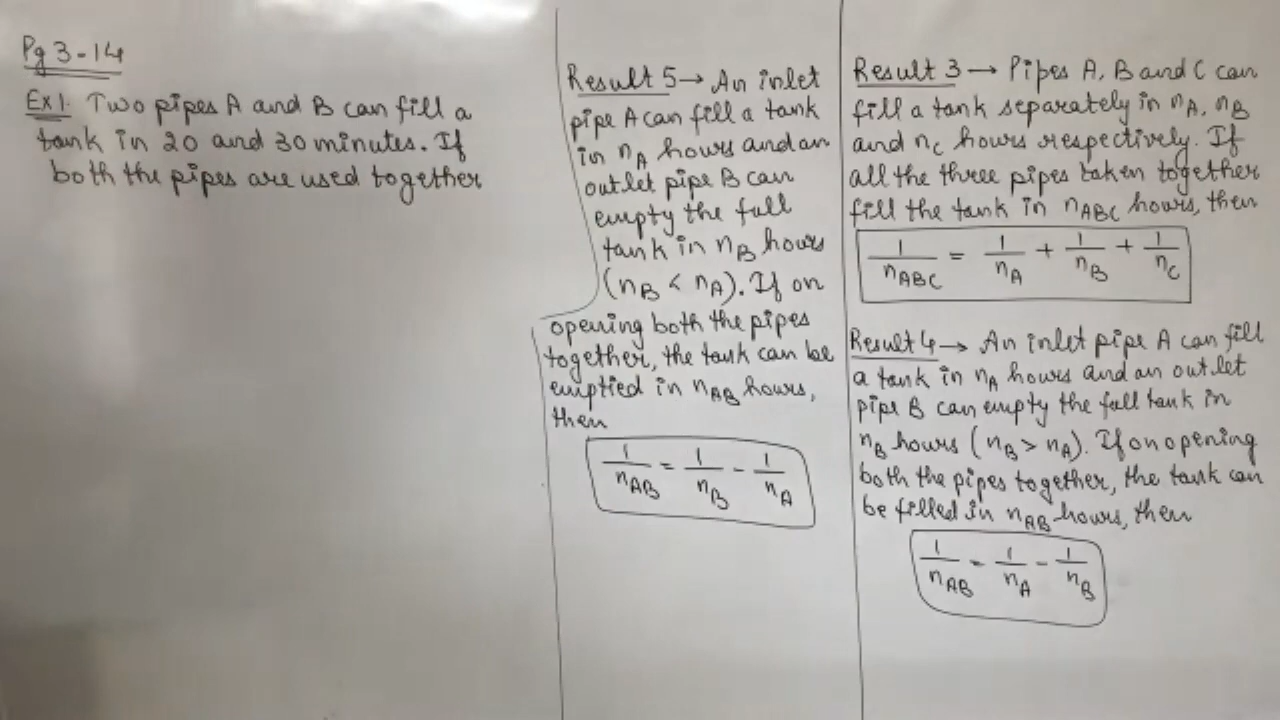 Pg 3-14
Ex 1. Two pipes A and B can fill a
tank in 20 and 30 minutes. If
both the pipes are used together
Result 5→ An inlet
pipe A can fill a tank
in nA hours and an
outlet pipe B can
empty the full
tank in nB hours
(nB < nA). If on
opening both the pipes
together, the tank can be
emptied in nAB hours,
then
1/nAB = 1/nB - 1/nA
Result 3 → Pipes A, B and C can
fill a tank separately in nA, nB
and nC hours respectively. If
all the three pipes taken together
fill the tank in nABC hours, then
1/nABC = 1/nA + 1/nB + 1/nC
Result 4 → An inlet pipe A can fill
a tank in nA hours and an outlet
pipe B can empty the full tank in
nB hours (nB > nA). If on opening
both the pipes together, the tank can
be filled in nAB hours, then
1/nAB = 1/nA - 1/nB